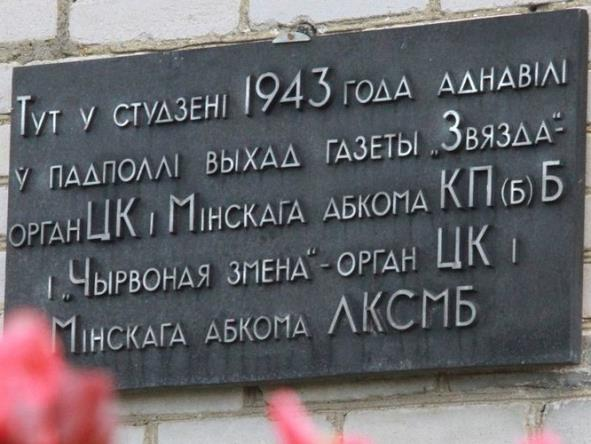 Тут у студзені 1943 года аднавілі
ў падполлі выхад газеты „Звязда“-
орган ЦК і Мінскага абкома КП(б)Б
і „Чырвоная змена“- орган ЦК і
Мінскага абкома ЛКСМБ